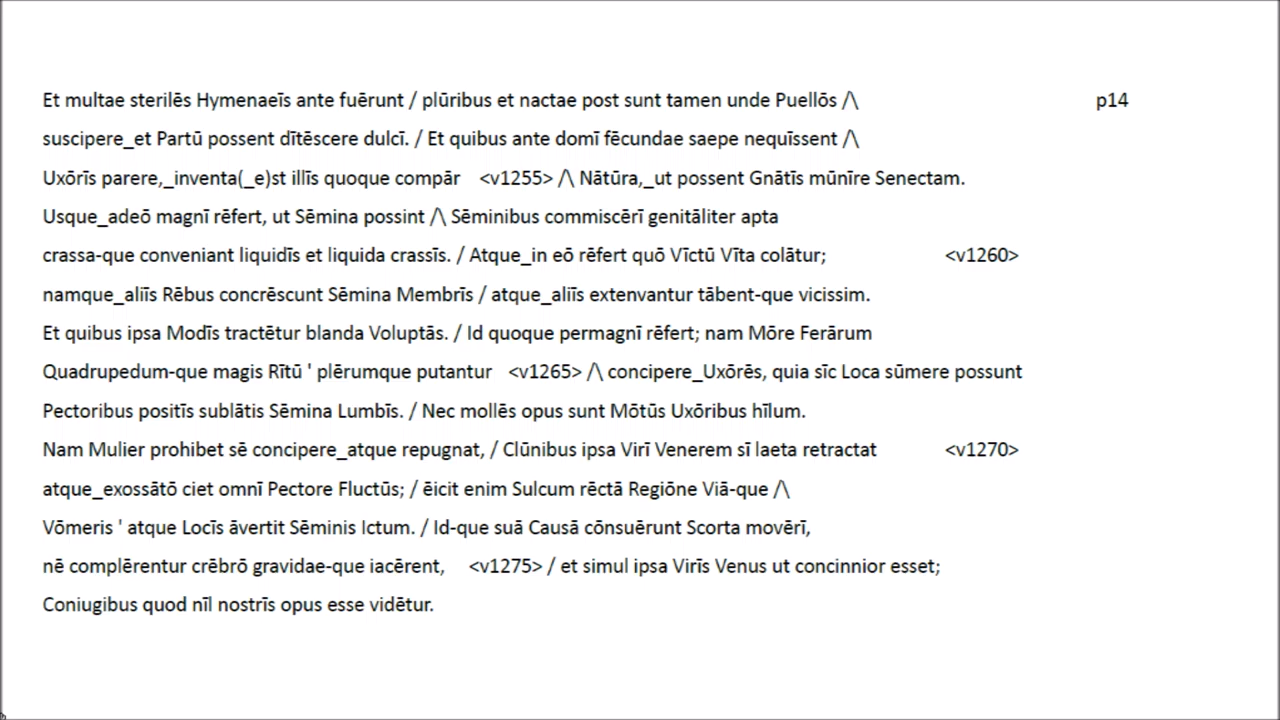 Et multae sterilēs Hymenaeīs ante fuērunt / plūribus et nactae post sunt tamen unde Puellōs /\ p14
suscipere_et Partū possent dītēscere dulcī. / Et quibus ante domī fēcundae saepe nequīssent /\
Uxōrīs parere,_inventa(_e)st illīs quoque compār <v1255> /\ Nātūra,_ut possent Gnātīs mūnīre Senectam.
Usque_adeō magnī rēfert, ut Sēmina possint /\ Sēminibus commiscērī genitāliter apta
crassa-que conveniant liquidīs et liquida crassīs. / Atque_in eō rēfert quō Vīctū Vīta colātur; <v1260>
namque_aliīs Rēbus concrēscunt Sēmina Membrīs / atque_aliīs extenvantur tābent-que vicissim.
Et quibus ipsa Modīs tractētur blanda Voluptās. / Id quoque permagnī rēfert; nam Mōre Ferārum
Quadrupedum-que magis Rītū ' plērumque putantur <v1265> /\ concipere_Uxōrēs, quia sīc Loca sūmere possunt
Pectoribus positīs sublātis Sēmina Lumbīs. / Nec mollēs opus sunt Mōtūs Uxōribus hīlum.
Nam Mulier prohibet sē concipere_atque repugnat, / Clūnibus ipsa Virī Venerem sī laeta retractat <v1270>
atque_exossātō ciet omnī Pectore Fluctūs; / ēicit enim Sulcum rēctā Regiōne Viā-que /\
Vōmeris ' atque Locīs āvertit Sēminis Ictum. / Id-que suā Causā cōnsuērunt Scorta movērī,
nē complērentur crēbrō gravidae-que iacērent, <v1275> / et simul ipsa Virīs Venus ut concinnior esset;
Coniugibus quod nīl nostrīs opus esse vidētur.